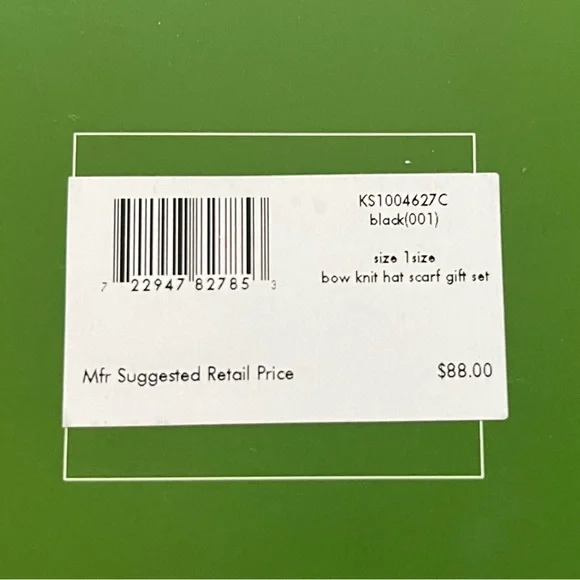 KS1004627C
black(001)
size 1size
bow knit hat scarf gift set
7 22947 82785 3
Mfr Suggested Retail Price $88.00